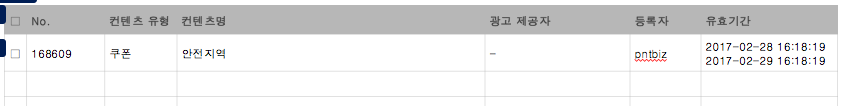 No. 컨텐츠 유형 컨텐츠명 광고 제공자 등록자 유효기간
168609 쿠폰 안전지역 - pntbiz 2017-02-28 16:18:19
2017-02-29 16:18:19